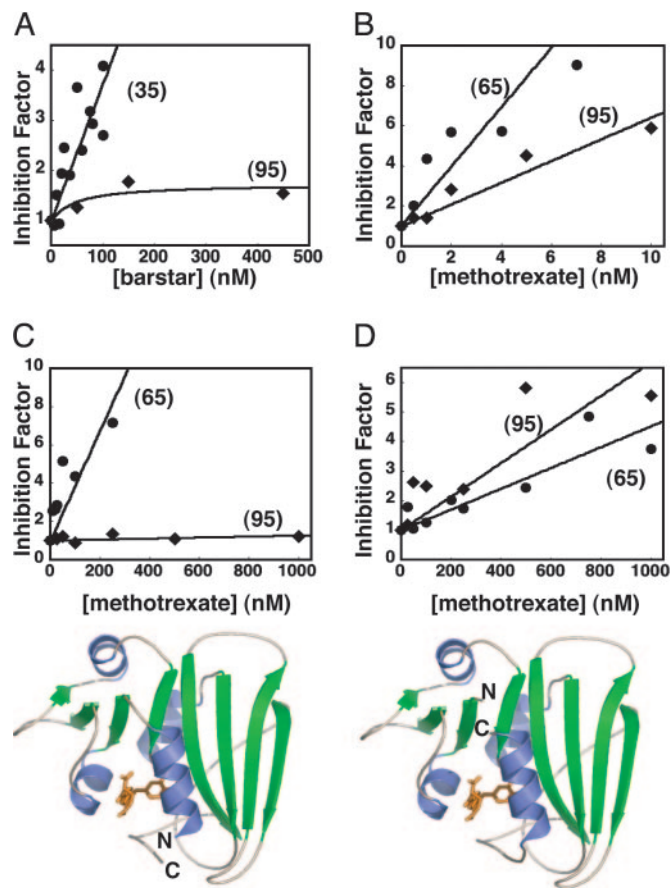 A
B
Inhibition Factor
4
3
2
1
(35)
(95)
0 100 200 300 400 500
[barstar] (nM)
Inhibition Factor
10
8
6
4
2
(65)
(95)
0 2 4 6 8 10
[methotrexate] (nM)
C
D
Inhibition Factor
10
8
6
4
2
0
(65)
(95)
0 200 400 600 800 1000
[methotrexate] (nM)
Inhibition Factor
6
5
4
3
2
1
0
(95)
(65)
0 200 400 600 800 1000
[methotrexate] (nM)
N
C
N
C